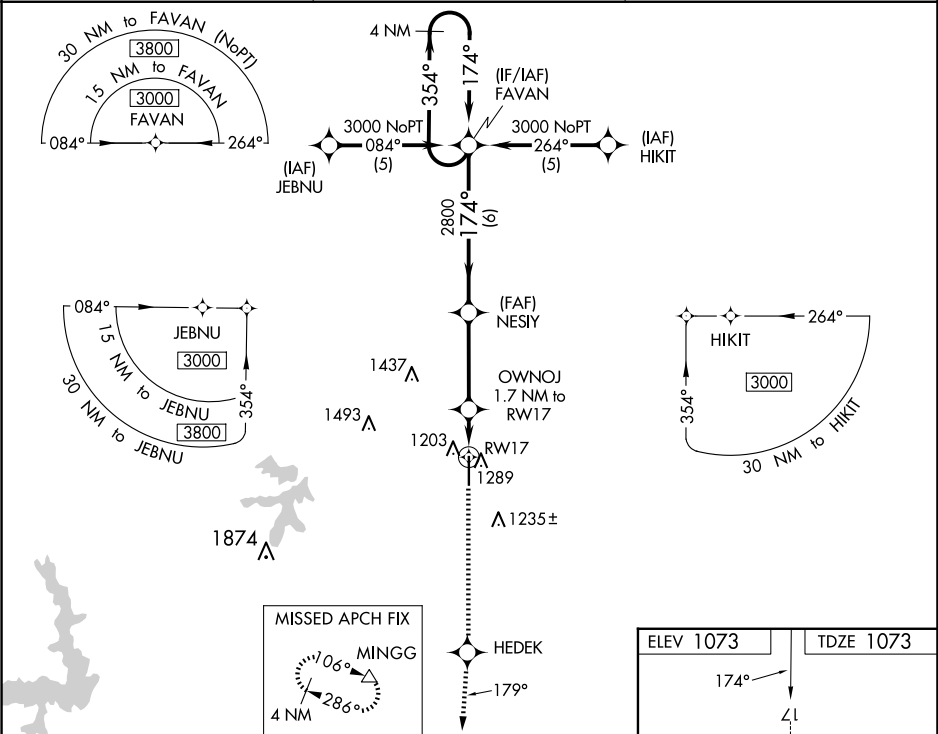 30 NM to FAVAN (NoPT)
3800
15 NM to FAVAN
3000
FAVAN
084°
264°
4 NM
354°
174°
(IF/IAF)
FAVAN
3000 NoPT
084°
(5)
3000 NoPT
264°
(5)
(IAF)
JEBNU
(IAF)
HIKIT
2800
174°
(6)
084°
JEBNU
3000
15 NM to JEBNU
3800
30 NM to JEBNU
354°
(FAF)
NESIY
264°
HIKIT
3000
354°
30 NM to HIKIT
1437
OWNOJ
1.7 NM to
RW17
1493
1203
RW17
1289
1235±
1874
MISSED APCH FIX
MINGG
106°
286°
4 NM
HEDEK
179°
ELEV 1073
TDZE 1073
174°
17